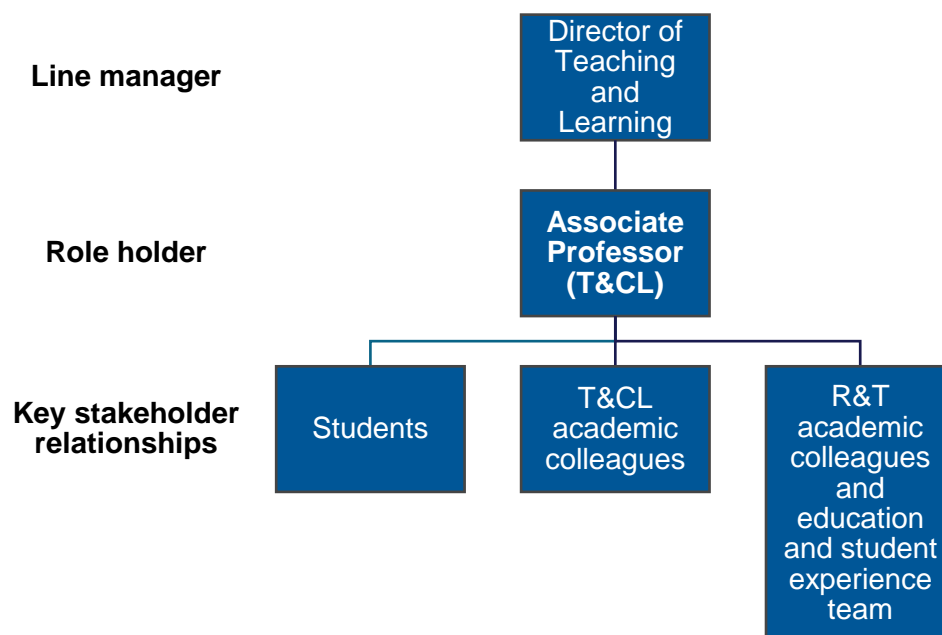 Line manager
Director of
Teaching
and
Learning
Role holder
Associate
Professor
(T&CL)
Key stakeholder
relationships
Students
T&CL
academic
colleagues
R&T
academic
colleagues
and
education
and student
experience
team